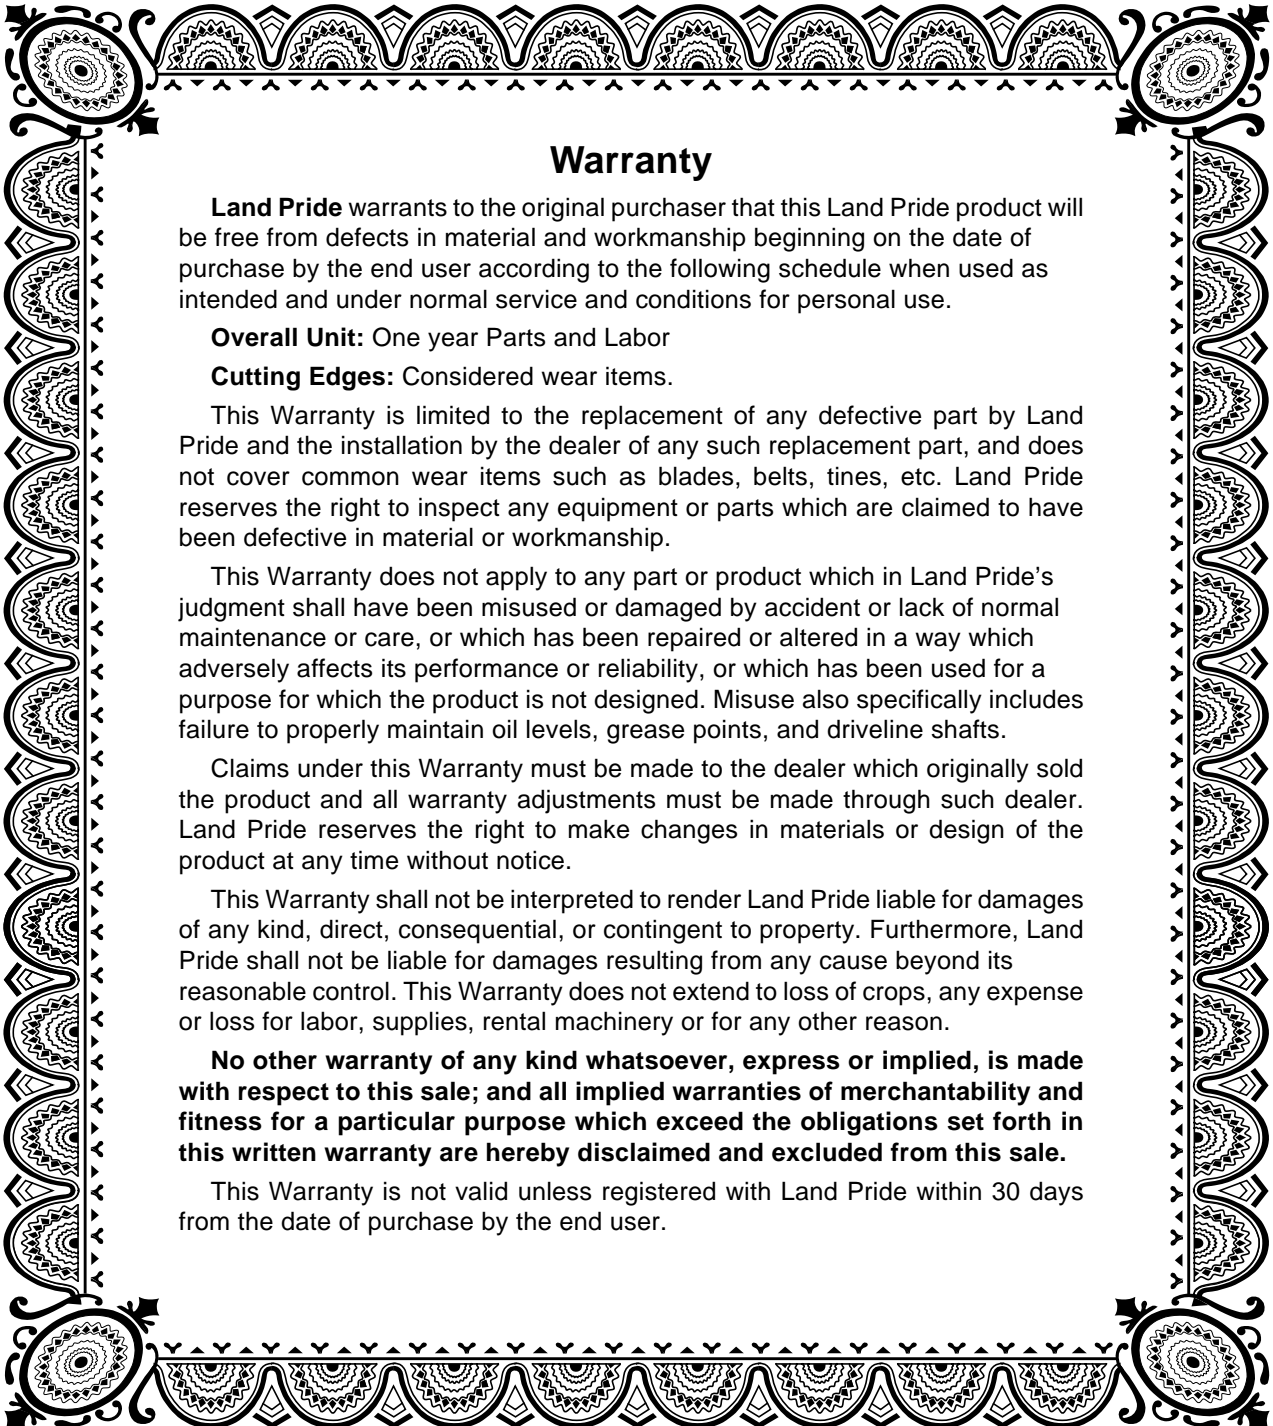 Warranty
Land Pride warrants to the original purchaser that this Land Pride product will
be free from defects in material and workmanship beginning on the date of
purchase by the end user according to the following schedule when used as
intended and under normal service and conditions for personal use.
Overall Unit: One year Parts and Labor
Cutting Edges: Considered wear items.
This Warranty is limited to the replacement of any defective part by Land
Pride and the installation by the dealer of any such replacement part, and does
not cover common wear items such as blades, belts, tines, etc. Land Pride
reserves the right to inspect any equipment or parts which are claimed to have
been defective in material or workmanship.
This Warranty does not apply to any part or product which in Land Pride’s
judgment shall have been misused or damaged by accident or lack of normal
maintenance or care, or which has been repaired or altered in a way which
adversely affects its performance or reliability, or which has been used for a
purpose for which the product is not designed. Misuse also specifically includes
failure to properly maintain oil levels, grease points, and driveline shafts.
Claims under this Warranty must be made to the dealer which originally sold
the product and all warranty adjustments must be made through such dealer.
Land Pride reserves the right to make changes in materials or design of the
product at any time without notice.
This Warranty shall not be interpreted to render Land Pride liable for damages
of any kind, direct, consequential, or contingent to property. Furthermore, Land
Pride shall not be liable for damages resulting from any cause beyond its
reasonable control. This Warranty does not extend to loss of crops, any expense
or loss for labor, supplies, rental machinery or for any other reason.
No other warranty of any kind whatsoever, express or implied, is made
with respect to this sale; and all implied warranties of merchantability and
fitness for a particular purpose which exceed the obligations set forth in
this written warranty are hereby disclaimed and excluded from this sale.
This Warranty is not valid unless registered with Land Pride within 30 days
from the date of purchase by the end user.